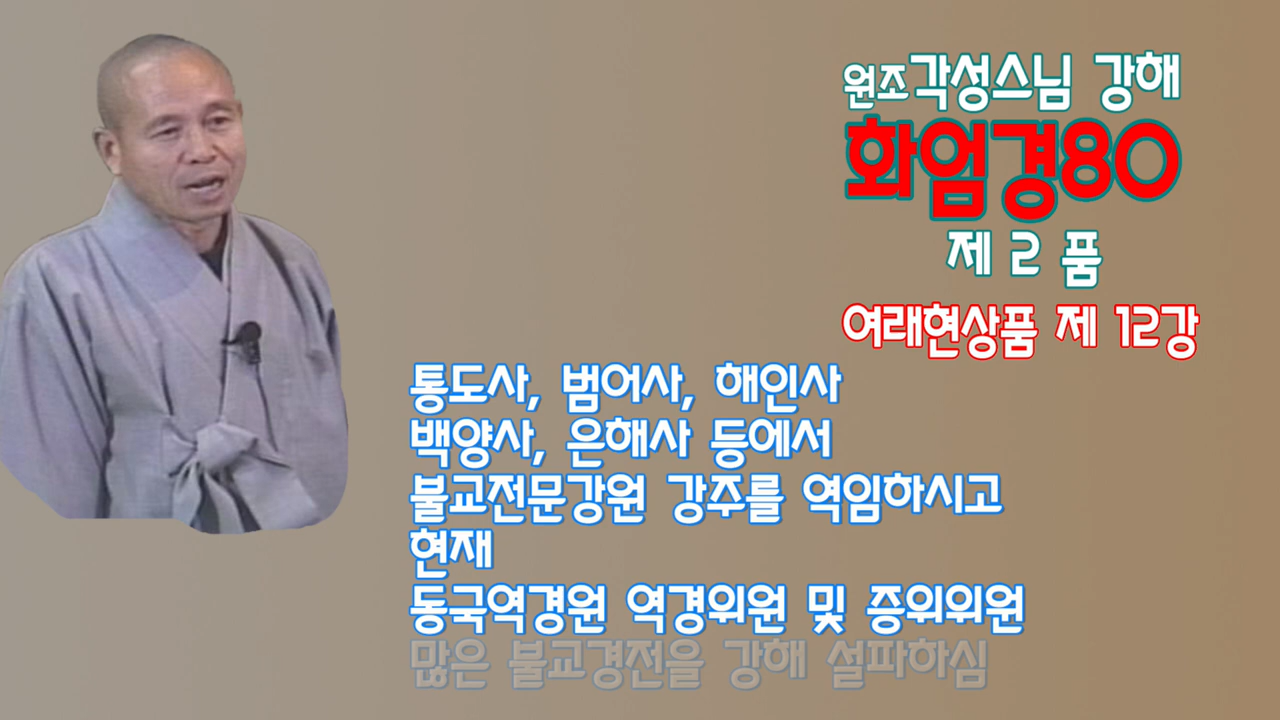 원조각성스님 강해
화엄경80
제 2 품
여래현상품 제 12강
통도사, 범어사, 해인사
백양사, 은해사 등에서
불교전문강원 강주를 역임하시고
현재
동국역경원 역경위원 및 증위위원
많은 불교경전을 강해 설파하심